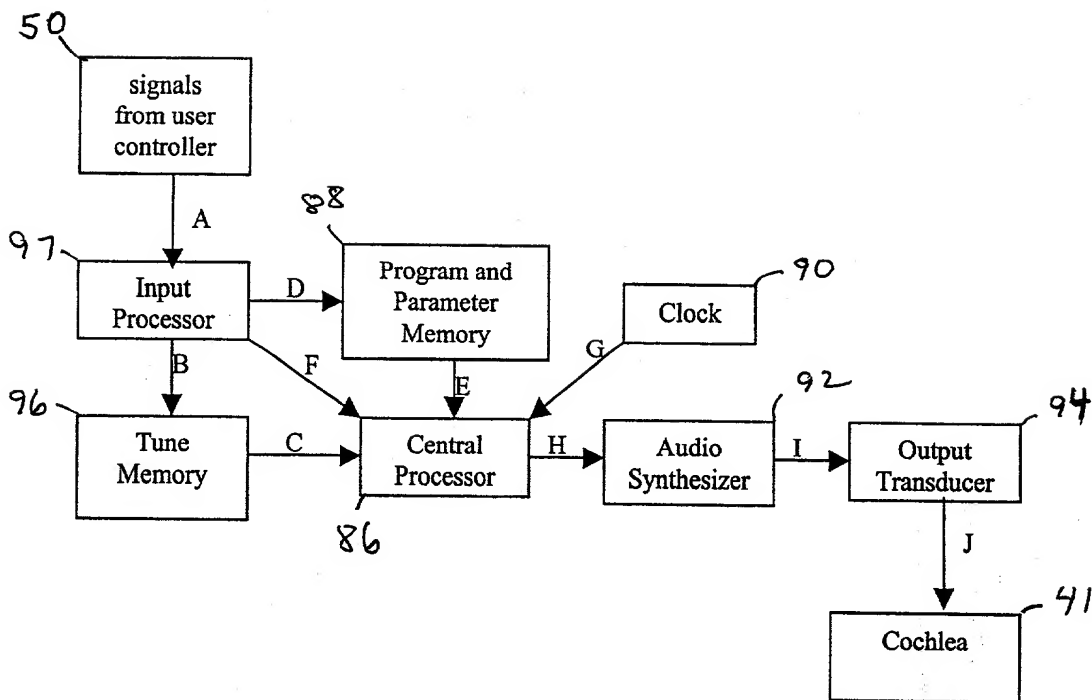 50
signals
from user
controller
A
88
97
Input
Processor
D
Program and
Parameter
Memory
90
Clock
B
F
E
G
96
Tune
Memory
C
Central
Processor
86
H
92
Audio
Synthesizer
I
94
Output
Transducer
J
41
Cochlea